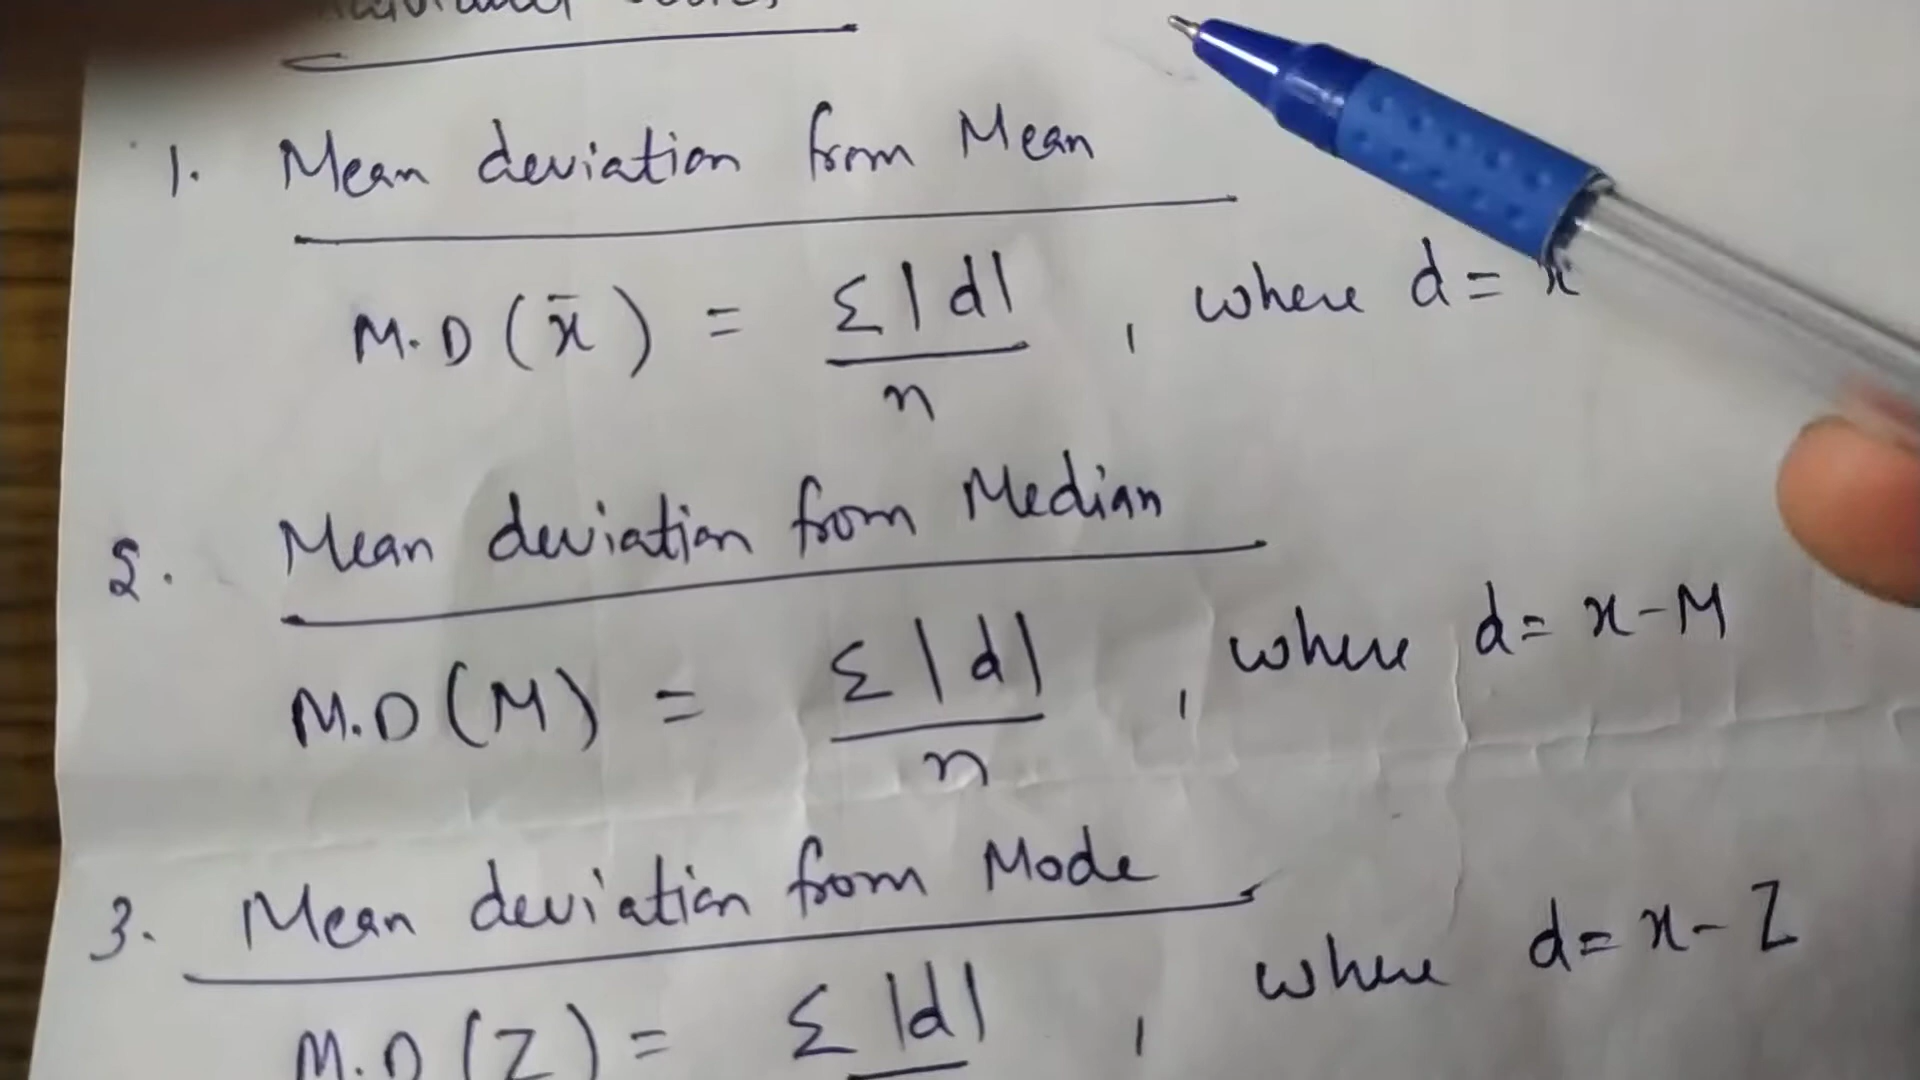 1. Mean deviation from Mean
M.D (x̄) = Σ|d| / n , where d = x
2. Mean deviation from Median
M.D (M) = Σ|d| / n , where d = x - M
3. Mean deviation from Mode
M.D (Z) = Σ|d| , where d = x - Z